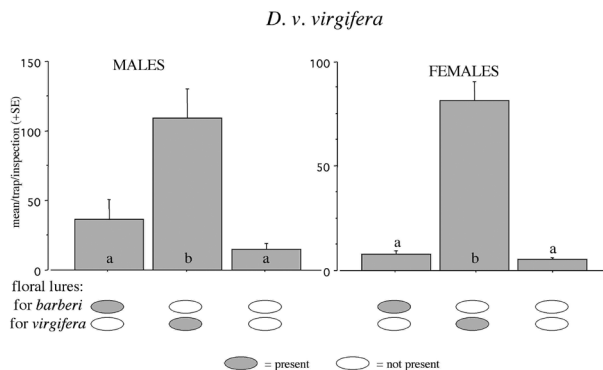 D. v. virgifera
MALES
FEMALES
mean/trap/inspection (+SE)
150
100
50
0
a
b
a
100
50
0
a
b
a
floral lures:
for barberi
for virgifera
= present
= not present